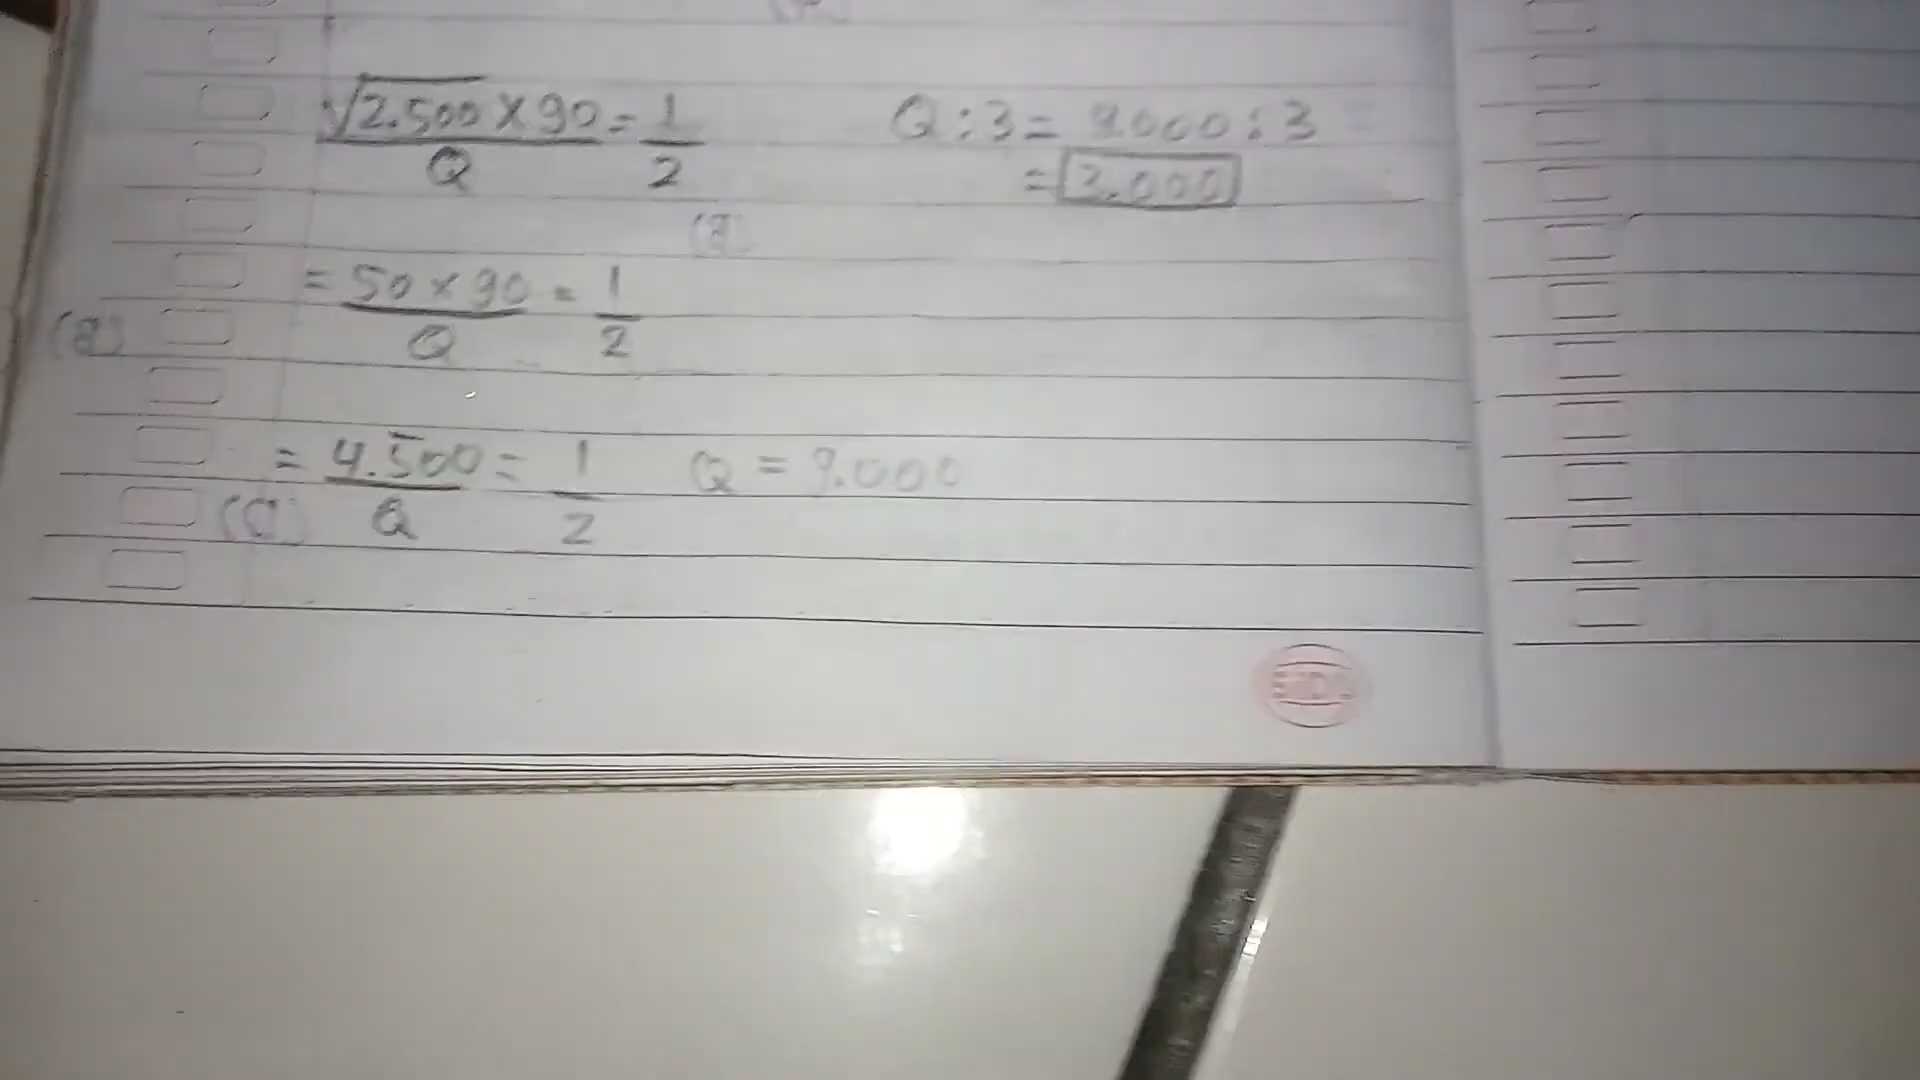 √2.500 × 90 / Q = 1/2
Q : 3 = 9.000 : 3
= 3.000
= 50 × 90 / Q = 1/2
= 4.500 / Q = 1/2 Q = 9.000